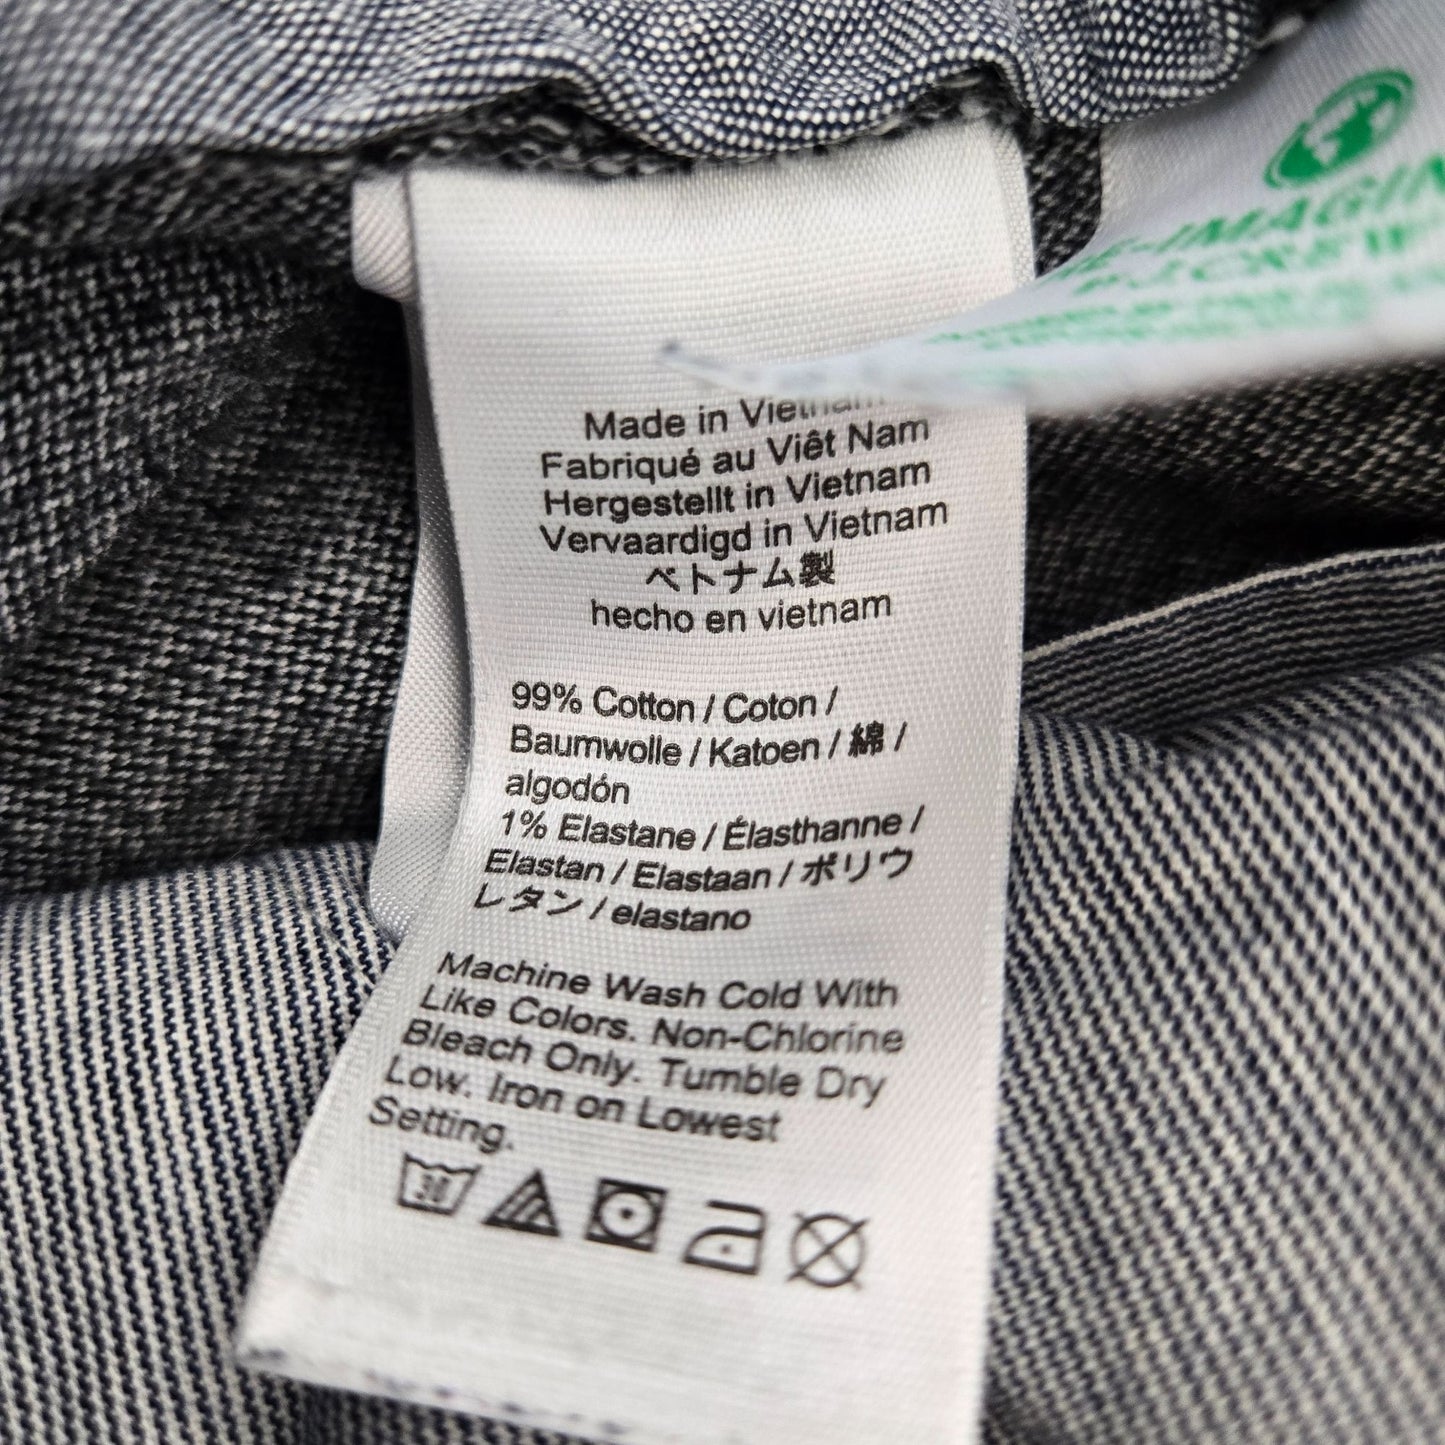 Made in Vietnam
Fabriqué au Viêt Nam
Hergestellt in Vietnam
Vervaardigd in Vietnam
ベトナム製
hecho en vietnam
99% Cotton / Coton /
Baumwolle / Katoen / 綿 /
algodón
1% Elastane / Élasthanne /
Elastan / Elastaan / ポリウ
レタン / elastano
Machine Wash Cold With
Like Colors. Non-Chlorine
Bleach Only. Tumble Dry
Low. Iron on Lowest
Setting.
30